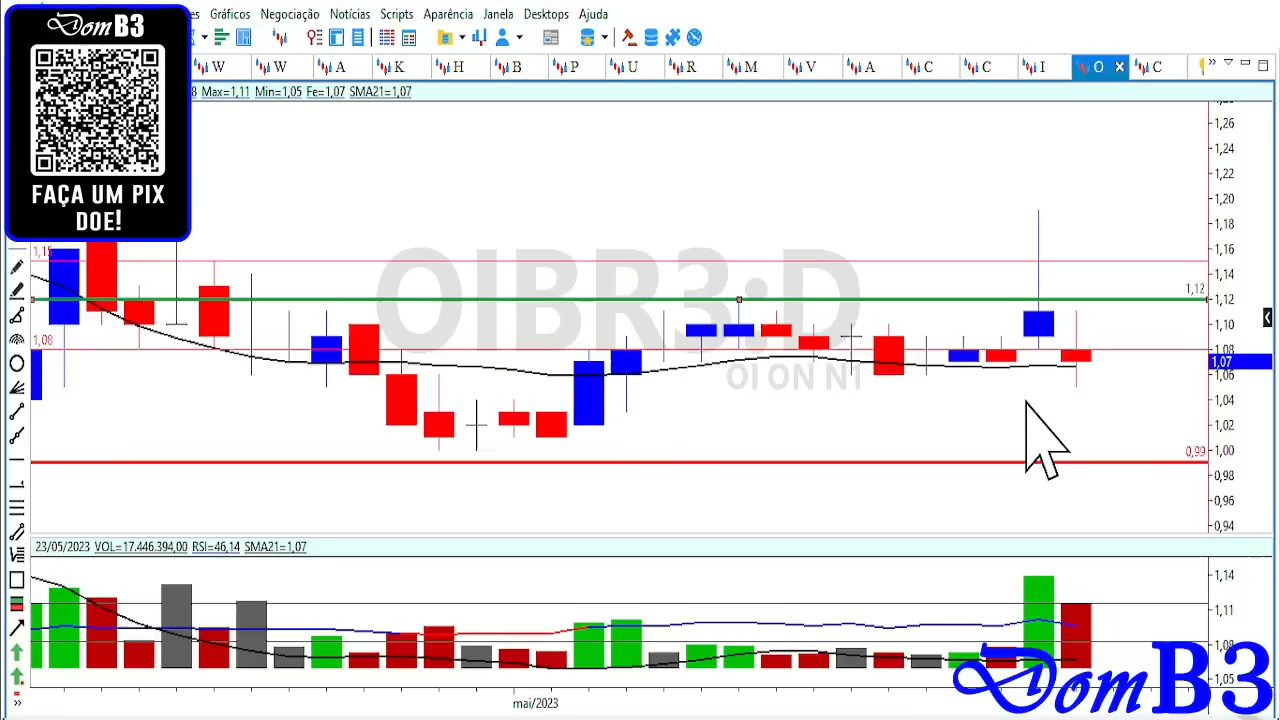 DomB3
FAÇA UM PIX
DOE!
Gráficos Negociação Notícias Scripts Aparência Janela Desktops Ajuda
W W A K H B P U R M V A C C I O C
Max=1,11 Min=1,05 Fe=1,07 SMA21=1,07
OIBR3:D
OI ON N1
1,26
1,24
1,22
1,20
1,18
1,16
1,14
1,12
1,10
1,08
1,07
1,06
1,04
1,02
1,00
0,98
0,96
0,94
1,15
1,12
1,08
0,99
23/05/2023 VOL=17.446.394,00 RSI=46,14 SMA21=1,07
1,14
1,11
1,08
1,05
mai/2023
DomB3